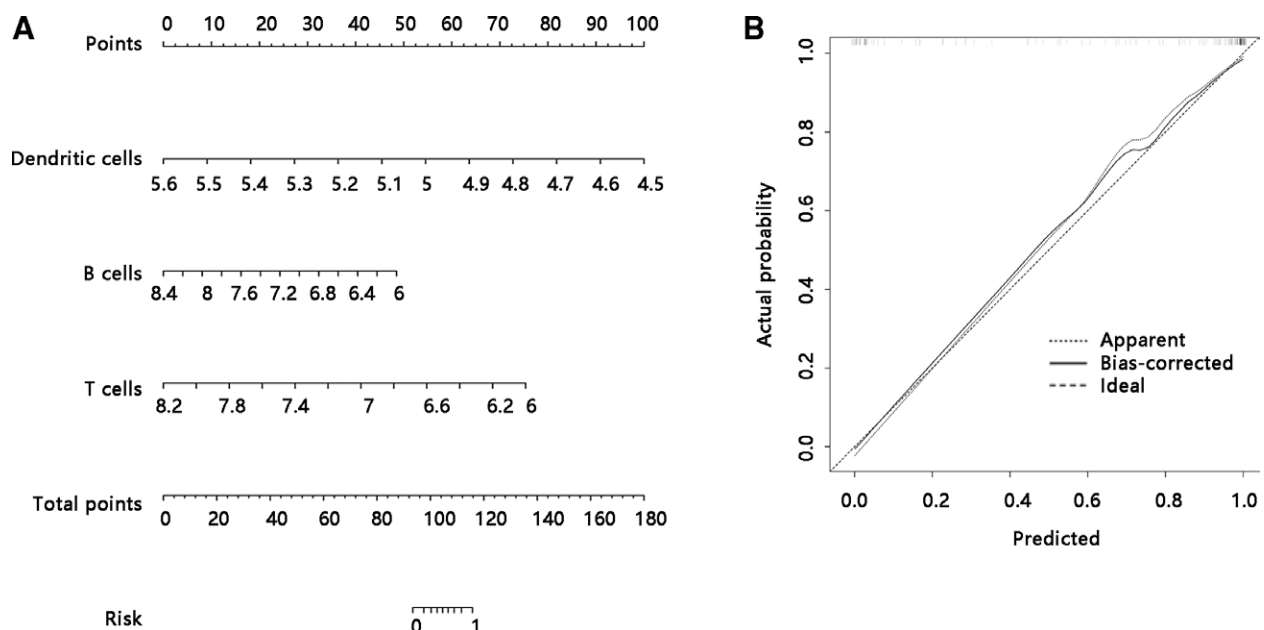 A
Points
0 10 20 30 40 50 60 70 80 90 100
Dendritic cells
5.6 5.5 5.4 5.3 5.2 5.1 5 4.9 4.8 4.7 4.6 4.5
B cells
8.4 8 7.6 7.2 6.8 6.4 6
T cells
8.2 7.8 7.4 7 6.6 6.2 6
Total points
0 20 40 60 80 100 120 140 160 180
Risk
0 1
B
Actual probability
1.0
0.8
0.6
0.4
0.2
0.0
Apparent
Bias-corrected
Ideal
0.0 0.2 0.4 0.6 0.8 1.0
Predicted